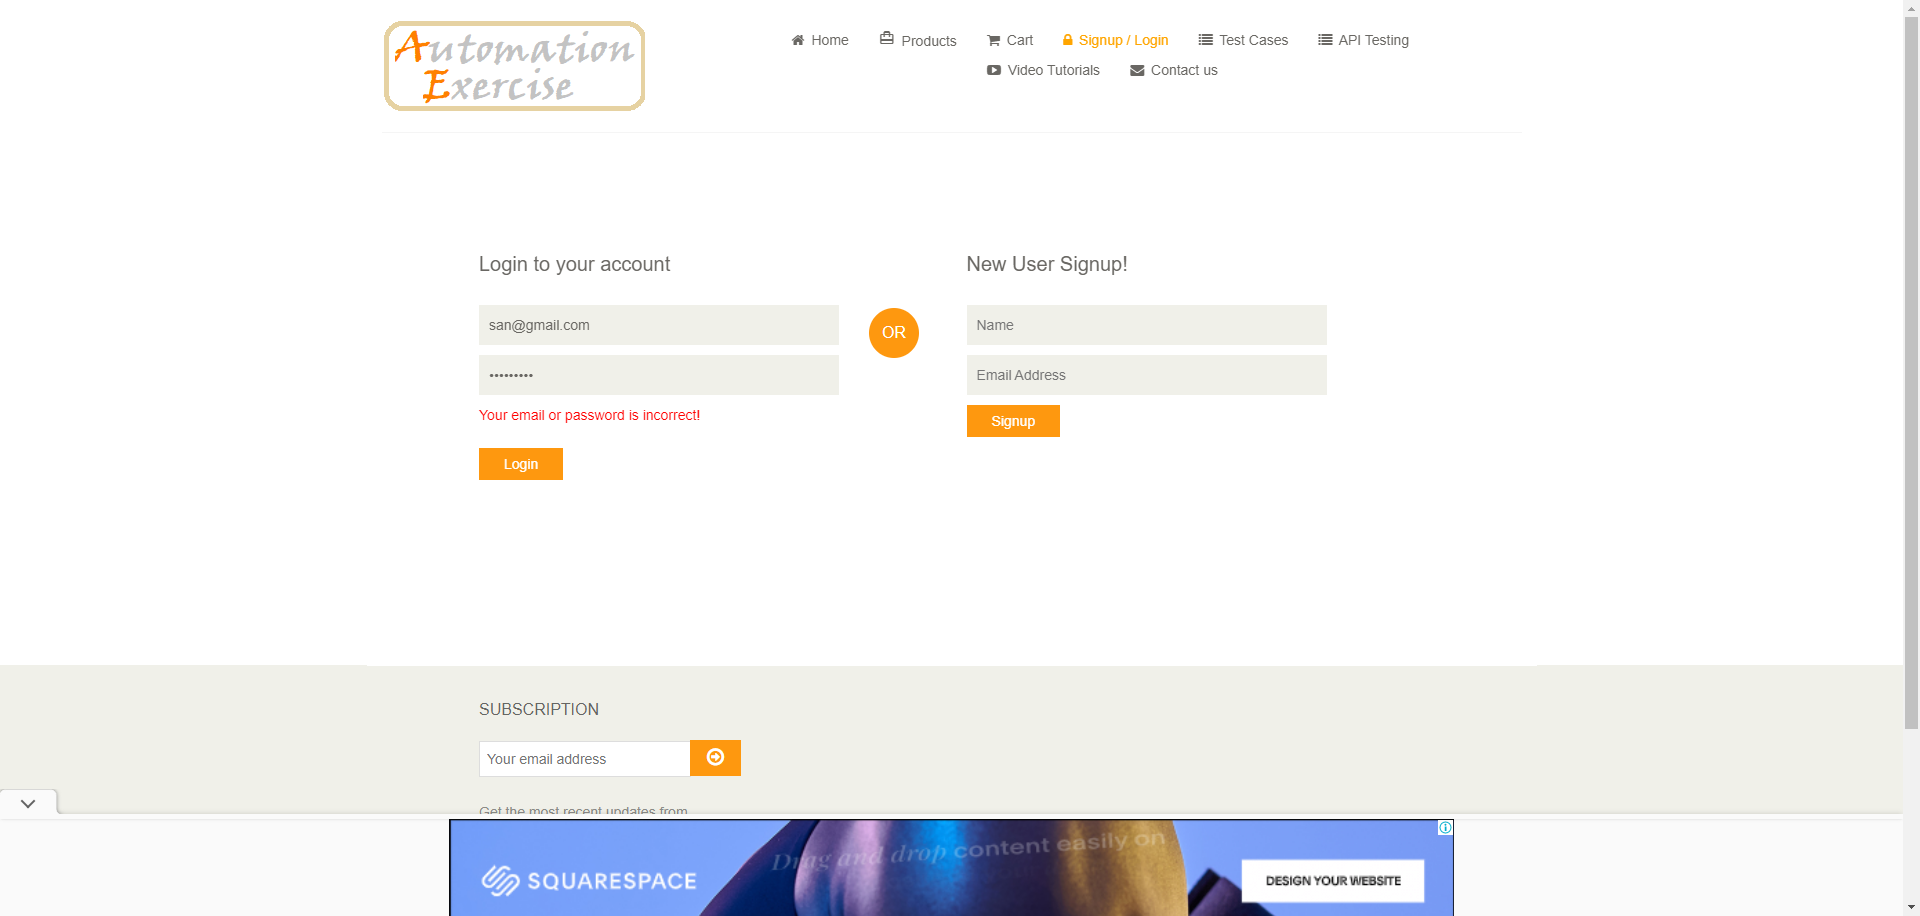 Automation
Exercise
Home
Products
Cart
Signup / Login
Test Cases
API Testing
Video Tutorials
Contact us
Login to your account
san@gmail.com
•••••••••
Your email or password is incorrect!
Login
OR
New User Signup!
Name
Email Address
Signup
SUBSCRIPTION
Your email address
Get the most recent updates from
Drag and drop content easily on
SQUARESPACE
DESIGN YOUR WEBSITE